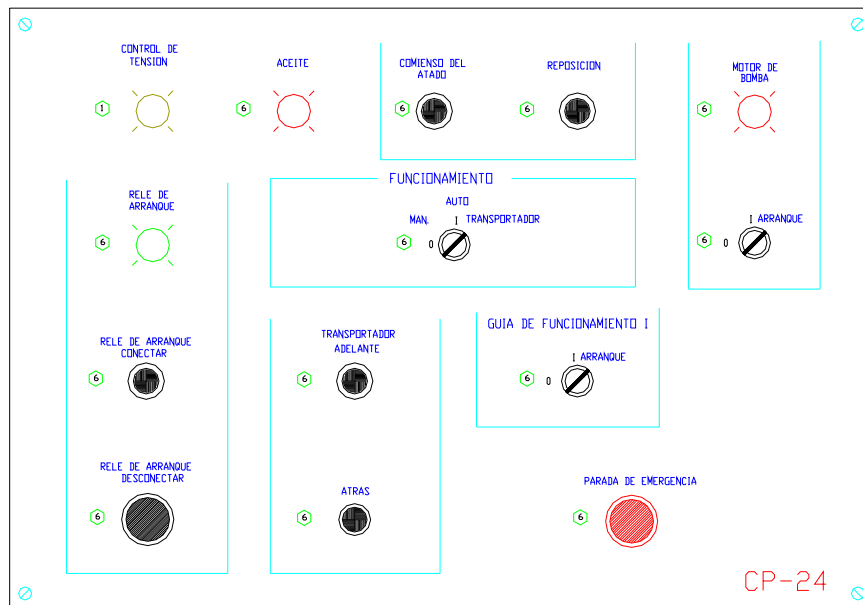 CONTROL DE
TENSION
1
ACEITE
6
COMIENSO DEL
ATADO
6
REPOSICION
6
MOTOR DE
BOMBA
6
RELE DE
ARRANQUE
6
FUNCIONAMIENTO
AUTO
MAN. I TRANSPORTADOR
6 0
I ARRANQUE
6 0
RELE DE ARRANQUE
CONECTAR
6
TRANSPORTADOR
ADELANTE
6
GUIA DE FUNCIONAMIENTO I
I ARRANQUE
6 0
RELE DE ARRANQUE
DESCONECTAR
6
ATRAS
6
PARADA DE EMERGENCIA
6
CP-24